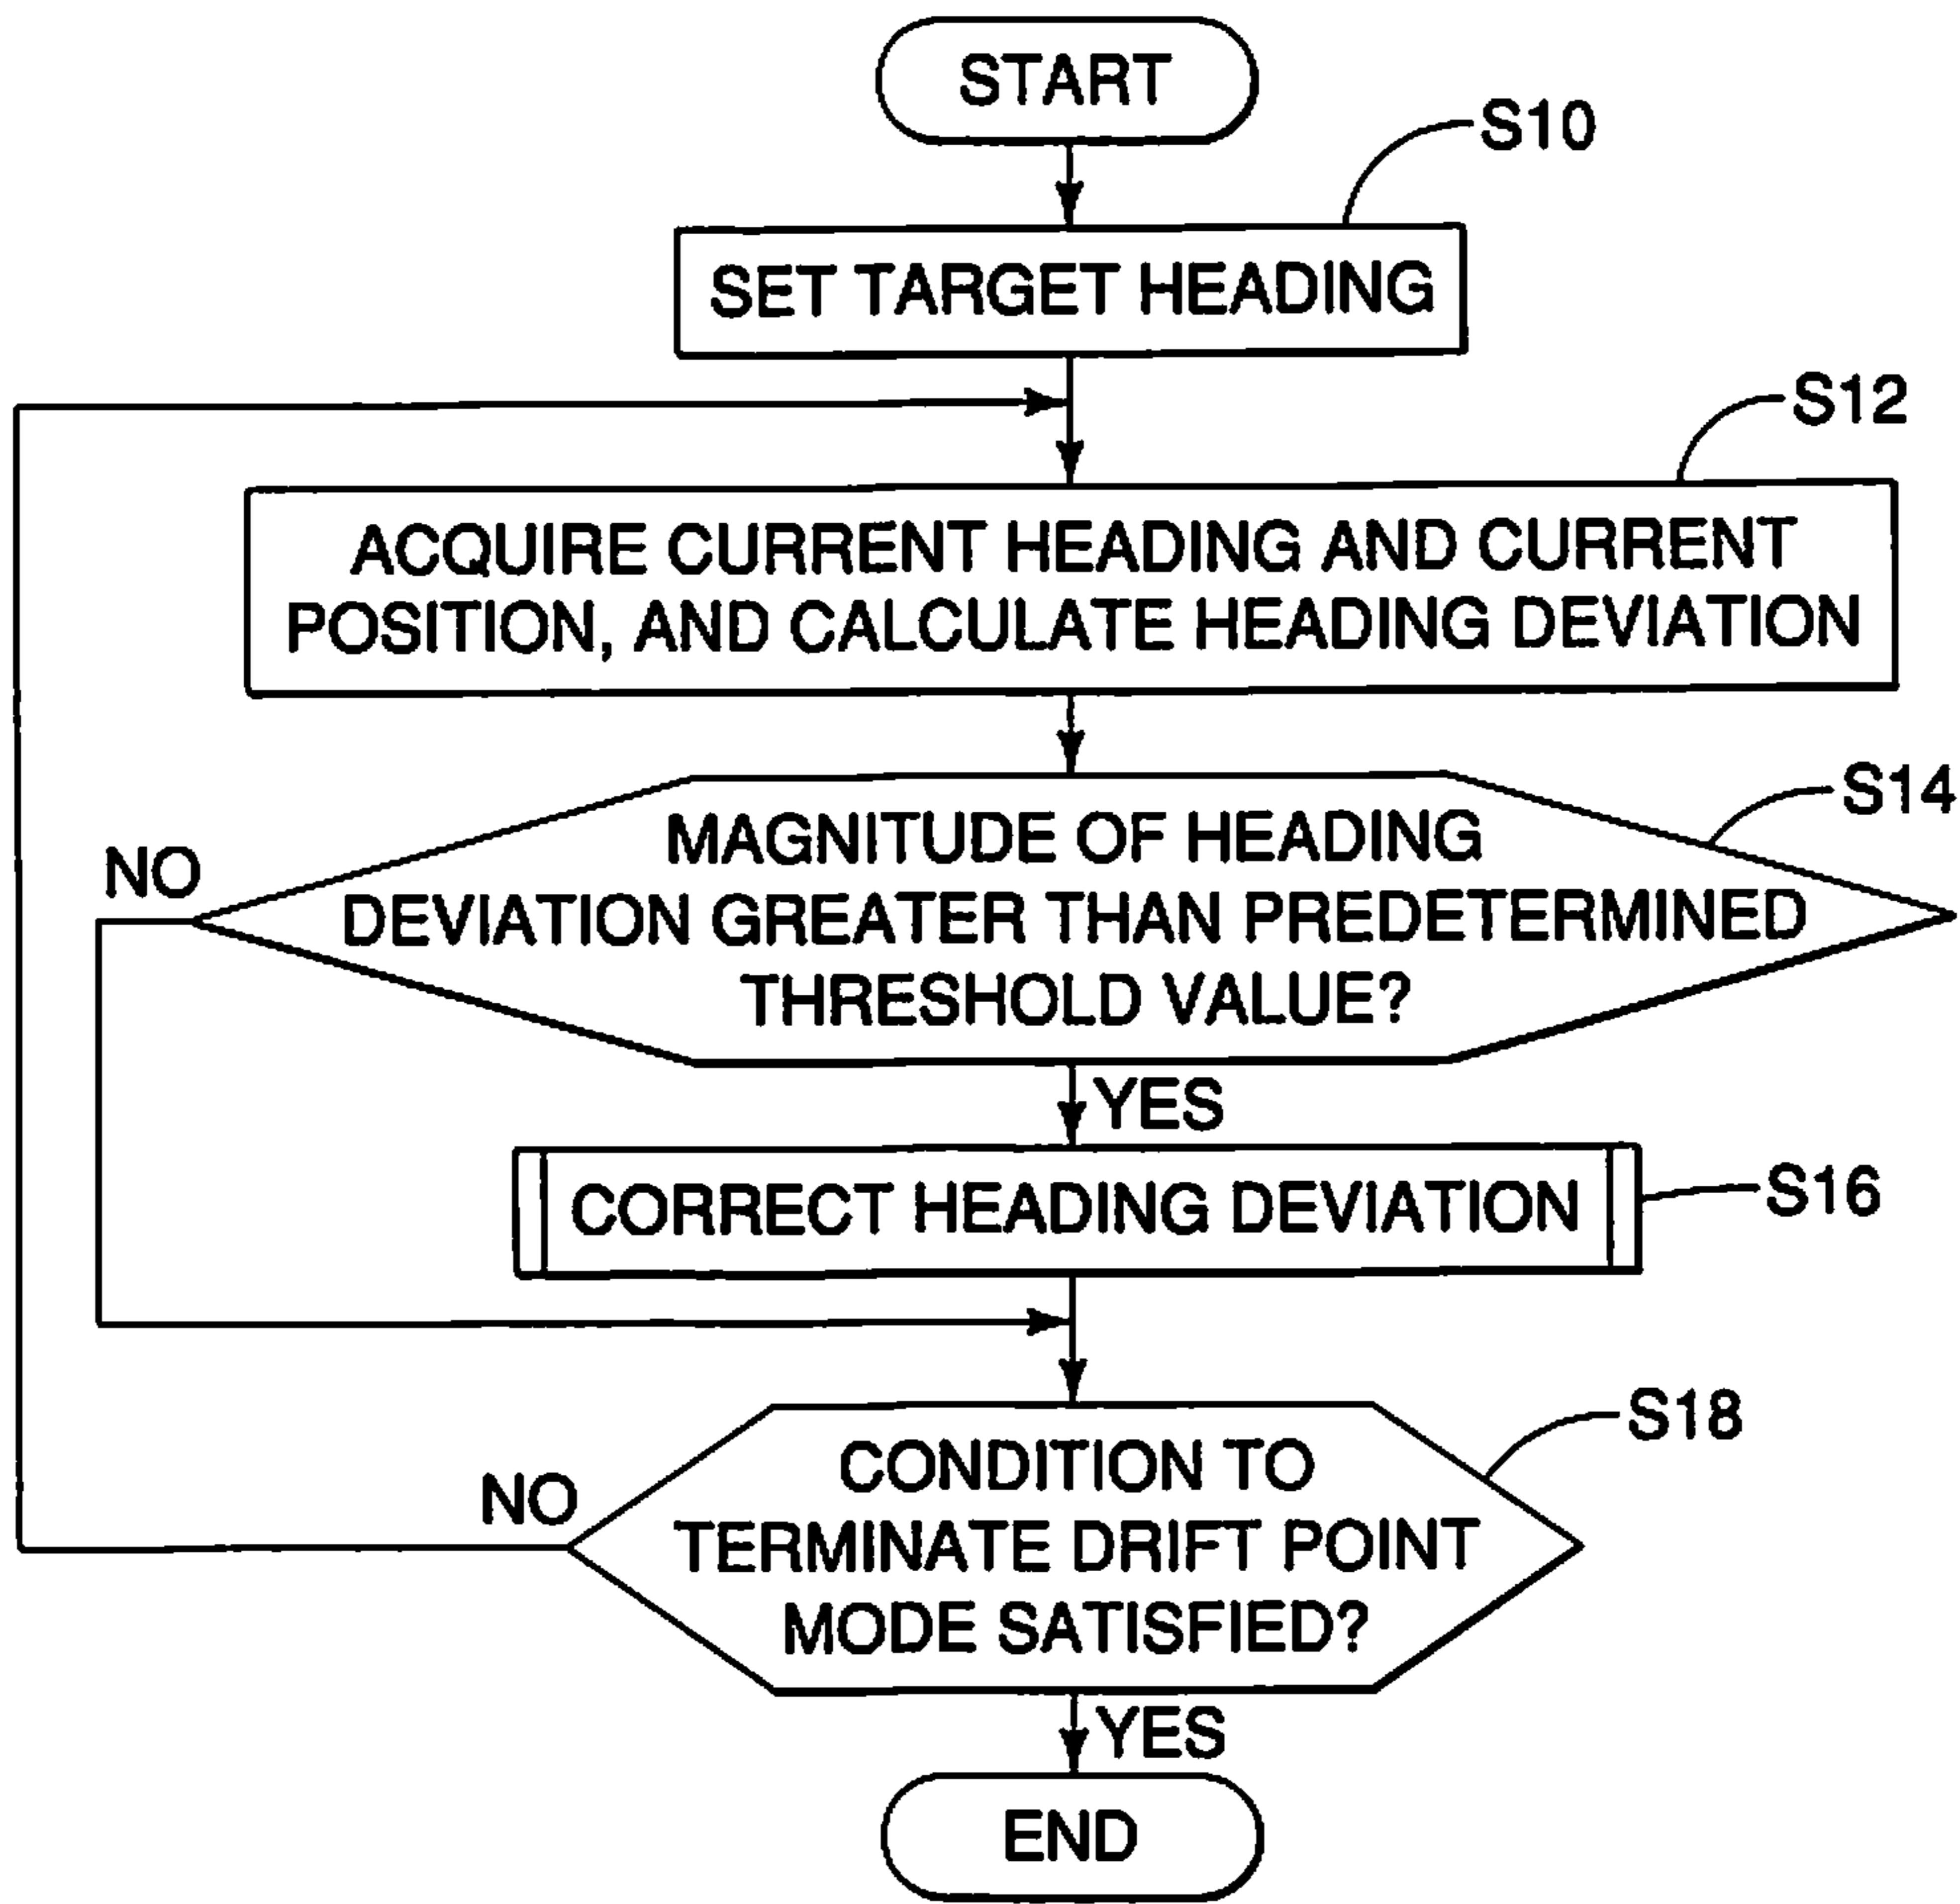 START
S10
SET TARGET HEADING
S12
ACQUIRE CURRENT HEADING AND CURRENT
POSITION, AND CALCULATE HEADING DEVIATION
S14
MAGNITUDE OF HEADING
NO
DEVIATION GREATER THAN PREDETERMINED
THRESHOLD VALUE?
YES
CORRECT HEADING DEVIATION
S16
S18
CONDITION TO
NO
TERMINATE DRIFT POINT
MODE SATISFIED?
YES
END